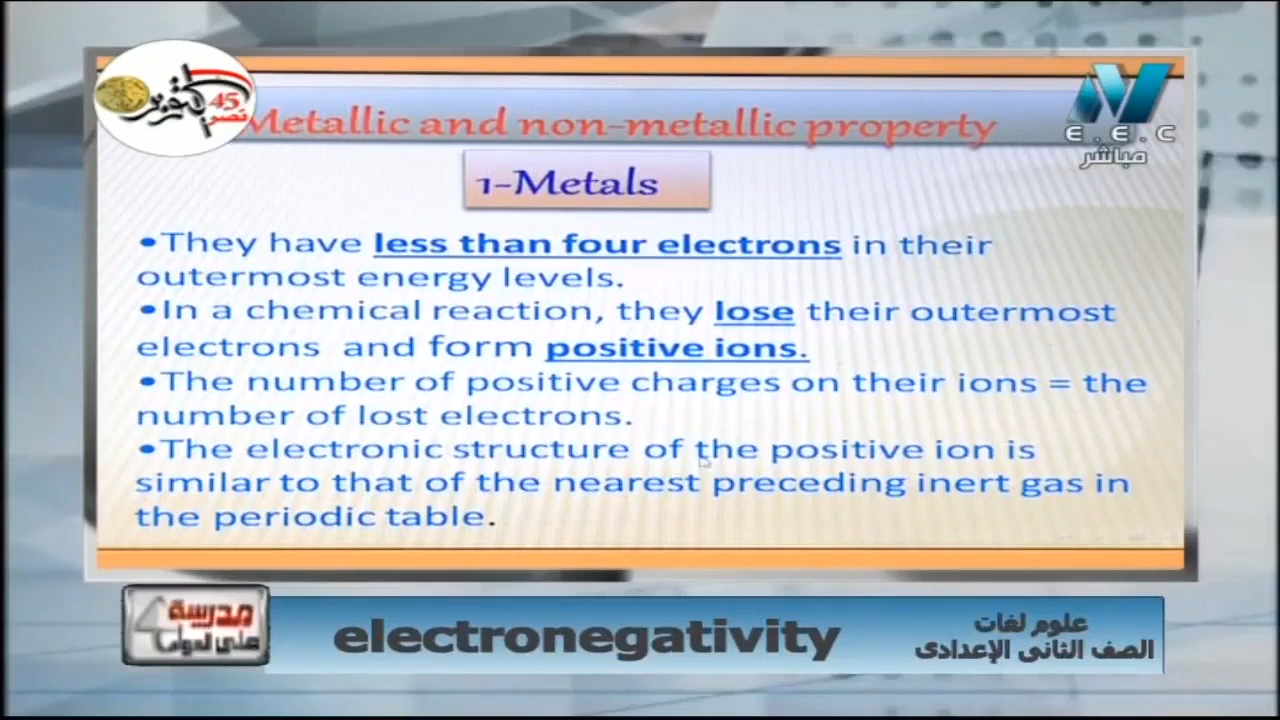 45
نصر
أكتوبر
E.E.C
مباشر
Metallic and non-metallic property
1-Metals
•They have less than four electrons in their
outermost energy levels.
•In a chemical reaction, they lose their outermost
electrons and form positive ions.
•The number of positive charges on their ions = the
number of lost electrons.
•The electronic structure of the positive ion is
similar to that of the nearest preceding inert gas in
the periodic table.
مدرسة
على الهوا
electronegativity
علوم لغات
الصف الثانى الإعدادى